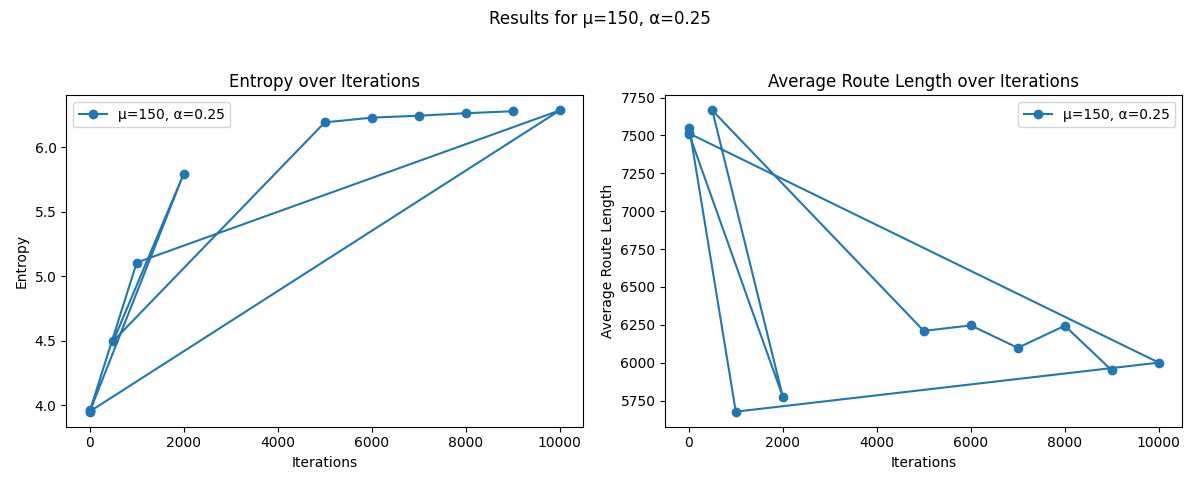 Results for μ=150, α=0.25
Entropy over Iterations
μ=150, α=0.25
Entropy
6.0
5.5
5.0
4.5
4.0
0 2000 4000 6000 8000 10000
Iterations
Average Route Length over Iterations
μ=150, α=0.25
Average Route Length
7750
7500
7250
7000
6750
6500
6250
6000
5750
0 2000 4000 6000 8000 10000
Iterations